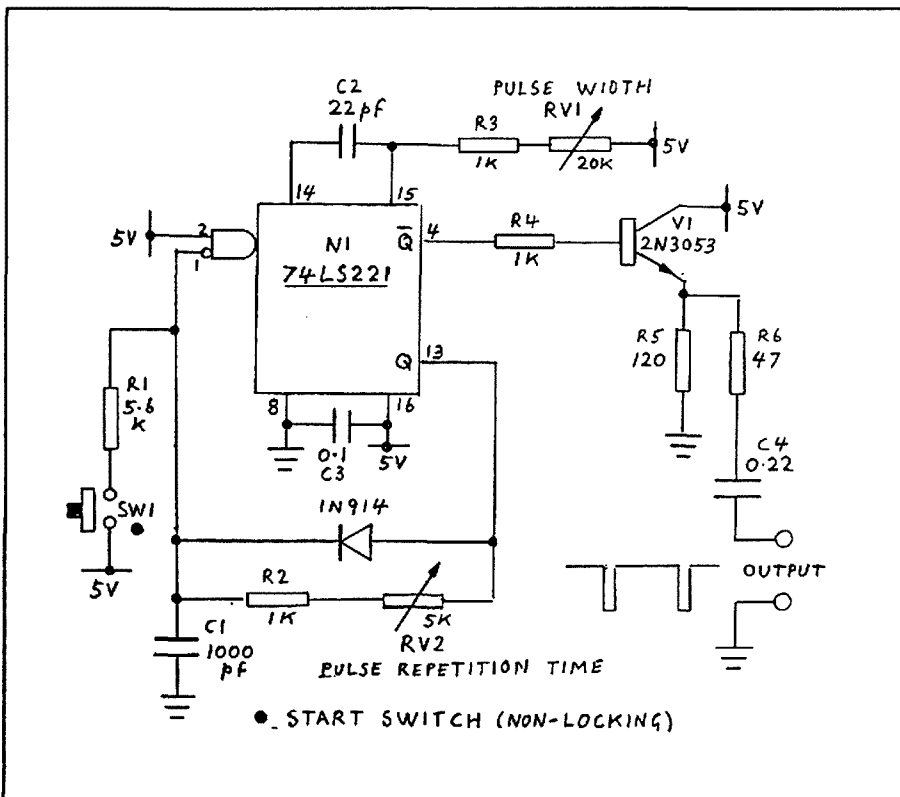 C2
22pf
PULSE WIDTH
RV1
R3
1K
20K
5V
14
15
5V
2
1
N1
74LS221
Q̅
4
R4
1K
V1
2N3053
5V
Q
13
R5
120
R6
47
R1
5.6
K
8
16
0.1
C3
5V
C4
0.22
SW1
5V
1N914
OUTPUT
R2
1K
5K
RV2
C1
1000
pf
PULSE REPETITION TIME
● START SWITCH (NON-LOCKING)